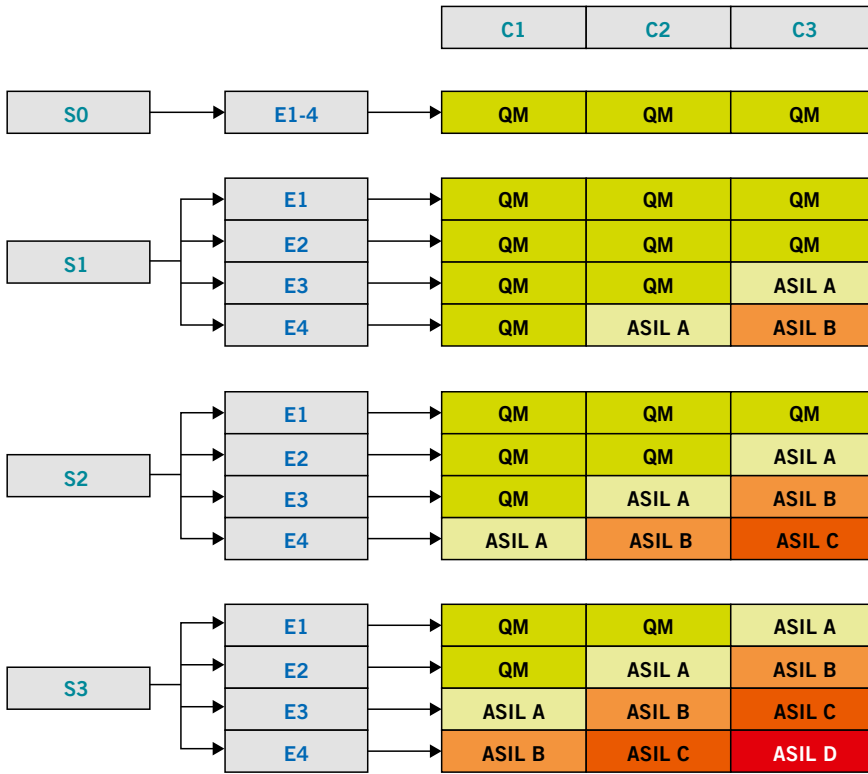 C1 C2 C3
S0 E1-4 QM QM QM
E1 QM QM QM
E2 QM QM QM
S1
E3 QM QM ASIL A
E4 QM ASIL A ASIL B
E1 QM QM QM
E2 QM QM ASIL A
S2
E3 QM ASIL A ASIL B
E4 ASIL A ASIL B ASIL C
E1 QM QM ASIL A
E2 QM ASIL A ASIL B
S3
E3 ASIL A ASIL B ASIL C
E4 ASIL B ASIL C ASIL D